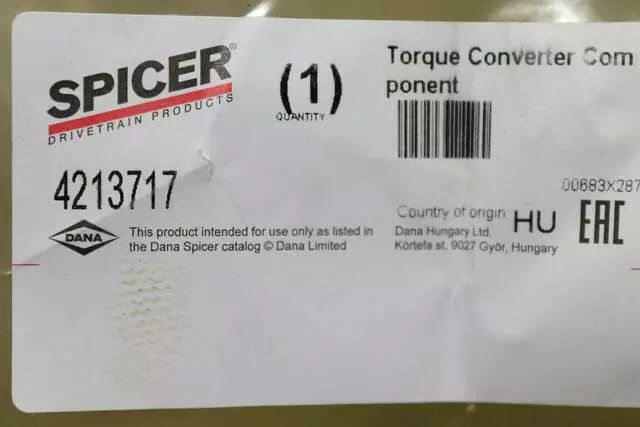 SPICER®
DRIVETRAIN PRODUCTS
(1)
QUANTITY
Torque Converter Com
ponent
4213717
00683X287
DANA
This product intended for use only as listed in
the Dana Spicer catalog © Dana Limited
Country of origin HU
Dana Hungary Ltd.
Körtefa st. 9027 Győr, Hungary
EAC